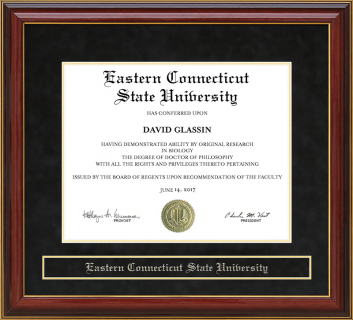 Eastern Connecticut
State University
HAS CONFERRED UPON
DAVID GLASSIN
HAVING DEMONSTRATED ABILITY BY ORIGINAL RESEARCH
IN BIOLOGY
THE DEGREE OF DOCTOR OF PHILOSOPHY
WITH ALL THE RIGHTS AND PRIVILEGES THERETO PERTAINING
ISSUED BY THE BOARD OF REGENTS UPON RECOMMENDATION OF THE FACULTY
JUNE 14, 2017
PROVOST
PRESIDENT
Eastern Connecticut State University